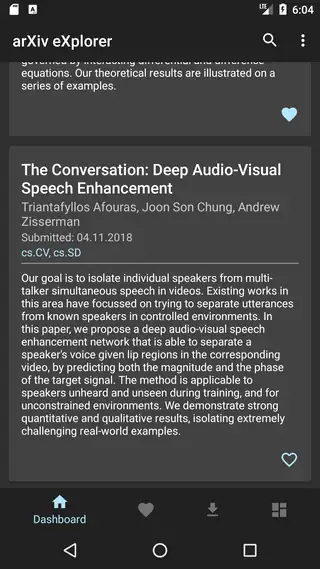 6:04
arXiv eXplorer
governed by interacting differential and difference
equations. Our theoretical results are illustrated on a
series of examples.
The Conversation: Deep Audio-Visual
Speech Enhancement
Triantafyllos Afouras, Joon Son Chung, Andrew
Zisserman
Submitted: 04.11.2018
cs.CV, cs.SD
Our goal is to isolate individual speakers from multi-
talker simultaneous speech in videos. Existing works in
this area have focussed on trying to separate utterances
from known speakers in controlled environments. In
this paper, we propose a deep audio-visual speech
enhancement network that is able to separate a
speaker's voice given lip regions in the corresponding
video, by predicting both the magnitude and the phase
of the target signal. The method is applicable to
speakers unheard and unseen during training, and for
unconstrained environments. We demonstrate strong
quantitative and qualitative results, isolating extremely
challenging real-world examples.
Dashboard